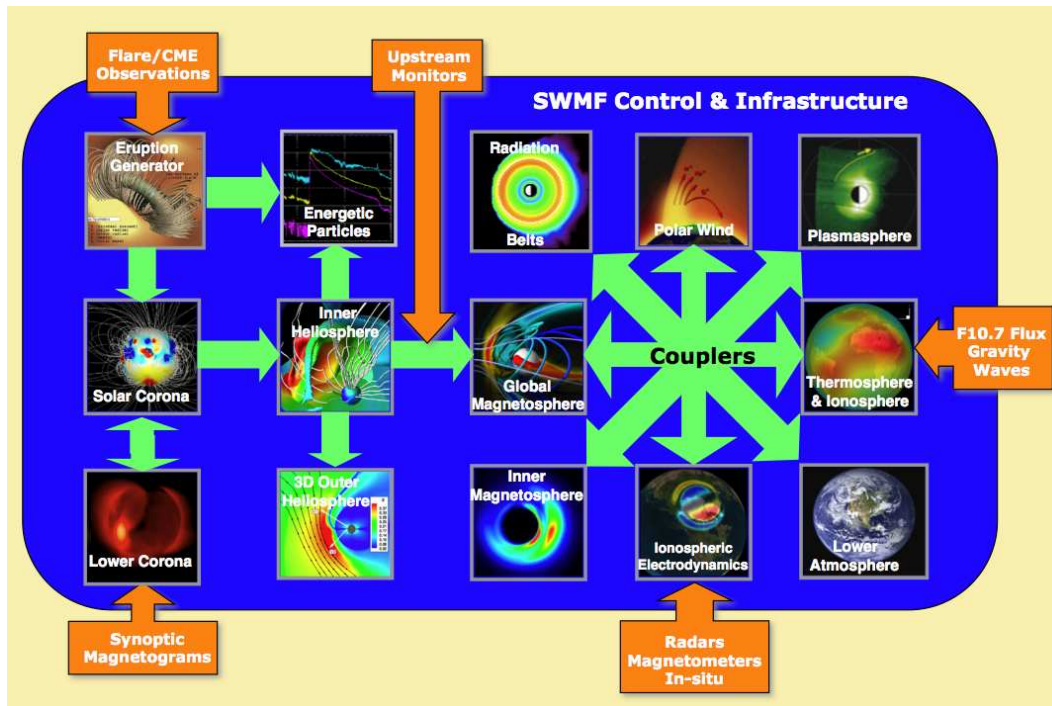 Flare/CME
Observations
Upstream
Monitors
SWMF Control & Infrastructure
Eruption
Generator
Energetic
Particles
Radiation
Belts
Polar Wind
Plasmasphere
Solar Corona
Inner
Heliosphere
Global
Magnetosphere
Couplers
Thermosphere
& Ionosphere
F10.7 Flux
Gravity
Waves
Lower Corona
3D Outer
Heliosphere
Inner
Magnetosphere
Ionospheric
Electrodynamics
Lower
Atmosphere
Synoptic
Magnetograms
Radars
Magnetometers
In-situ